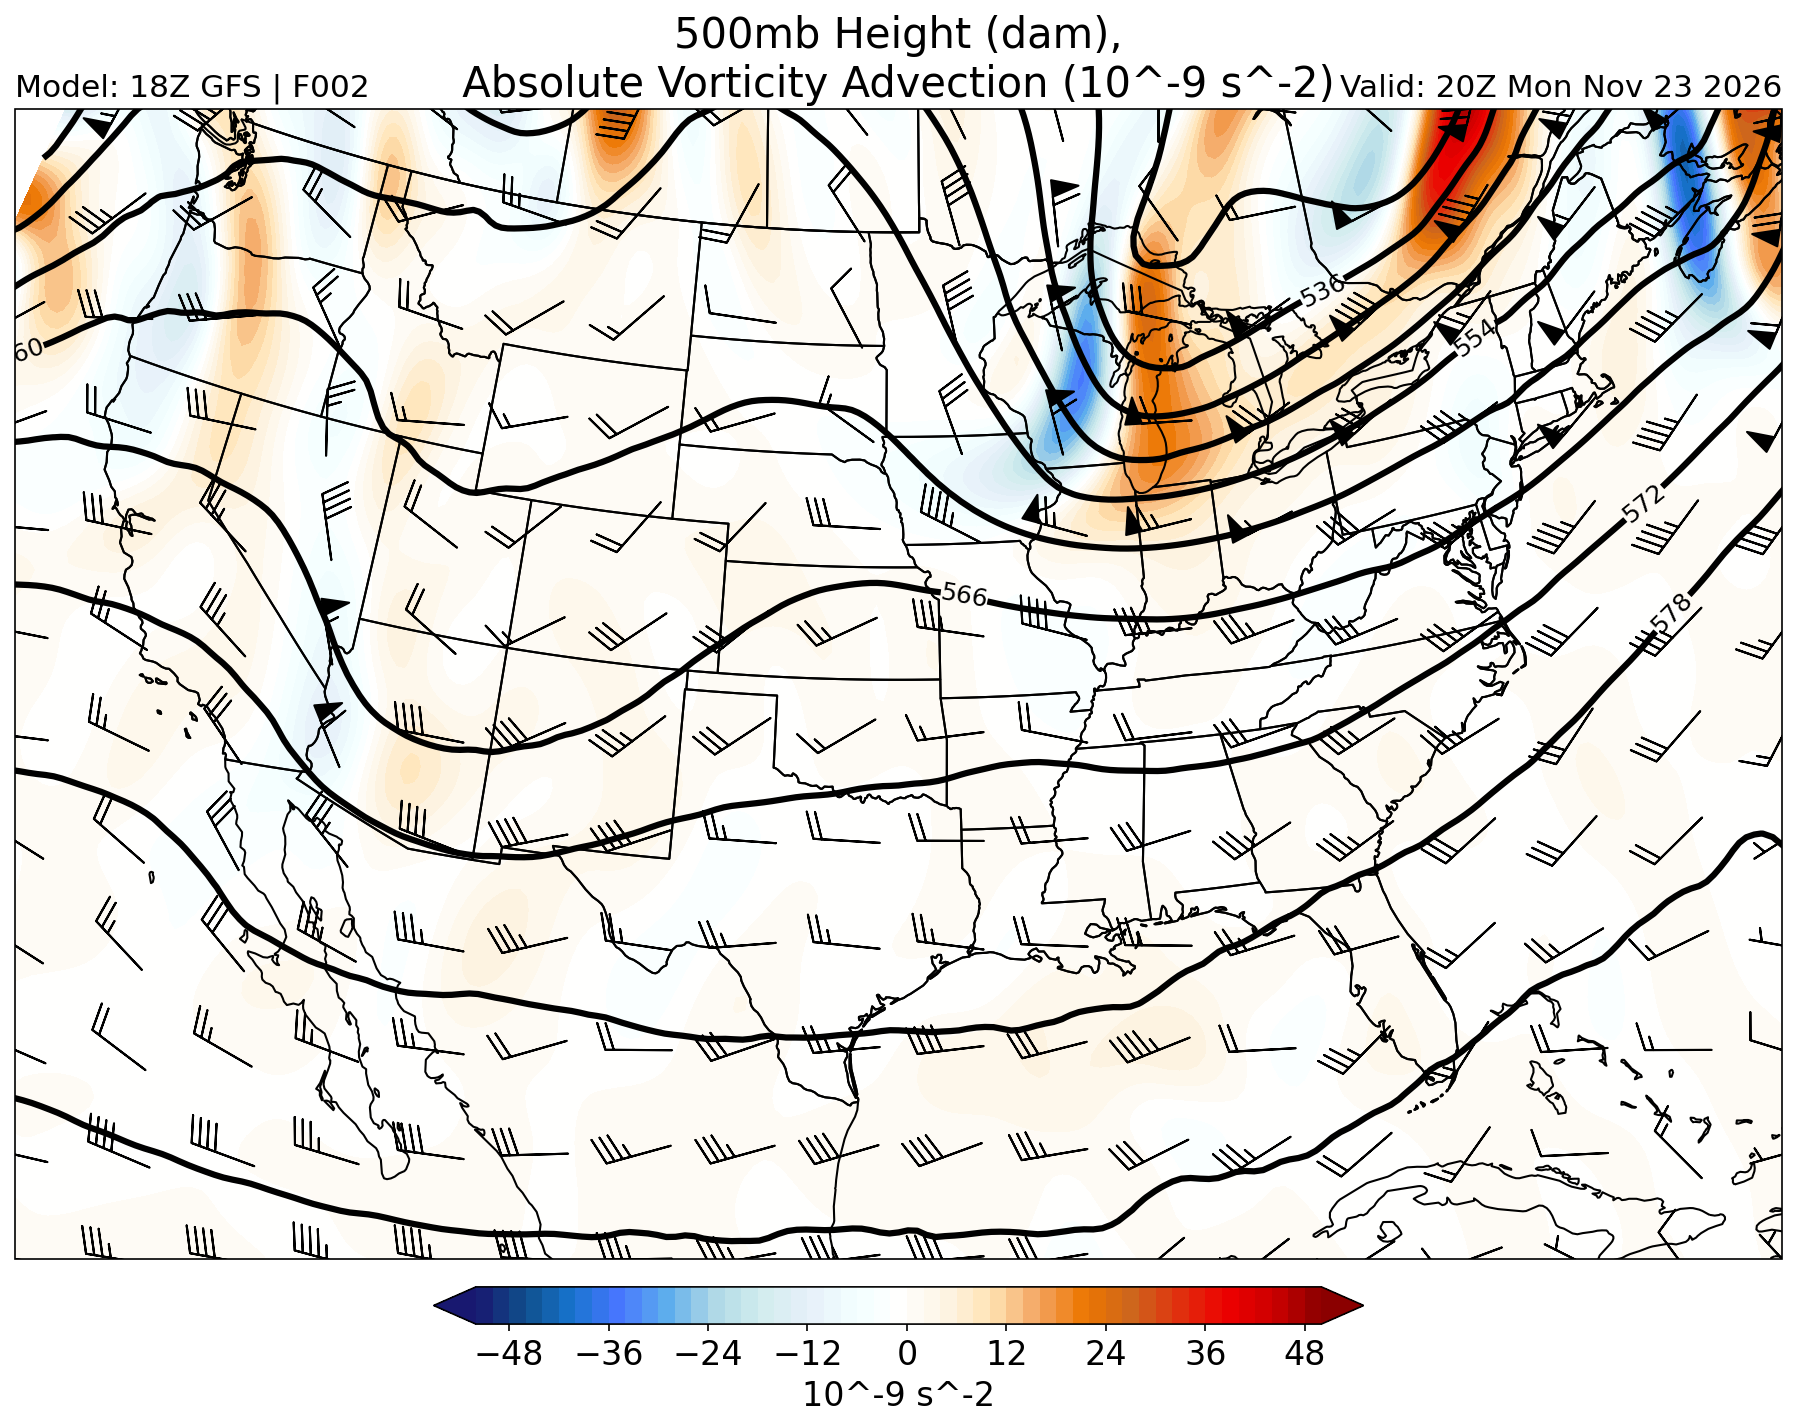 500mb Height (dam),
Absolute Vorticity Advection (10^-9 s^-2)
Model: 18Z GFS | F002
Valid: 20Z Mon Nov 23 2026
536
554
60
572
566
578
−48 −36 −24 −12 0 12 24 36 48
10^-9 s^-2